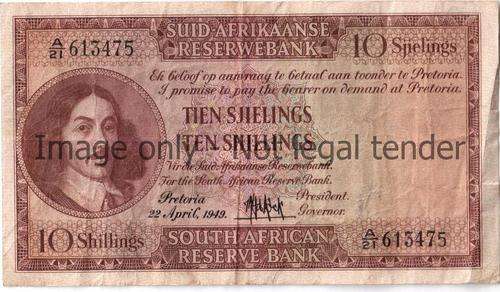 A/21 613475
SUID-AFRIKAANSE
RESERWEBANK
10 Sjielings
Ek beloof op aanvraag te betaal aan toonder te Pretoria.
I promise to pay the bearer on demand at Pretoria.
TIEN SJIELINGS
TEN SHILLINGS
Image only - Not legal tender
Vir die Suid-Afrikaanse Reserwebank.
For the South African Reserve Bank.
Pretoria
President.
22 April, 1949.
Governor.
10 Shillings
SOUTH AFRICAN
RESERVE BANK
A/21 613475